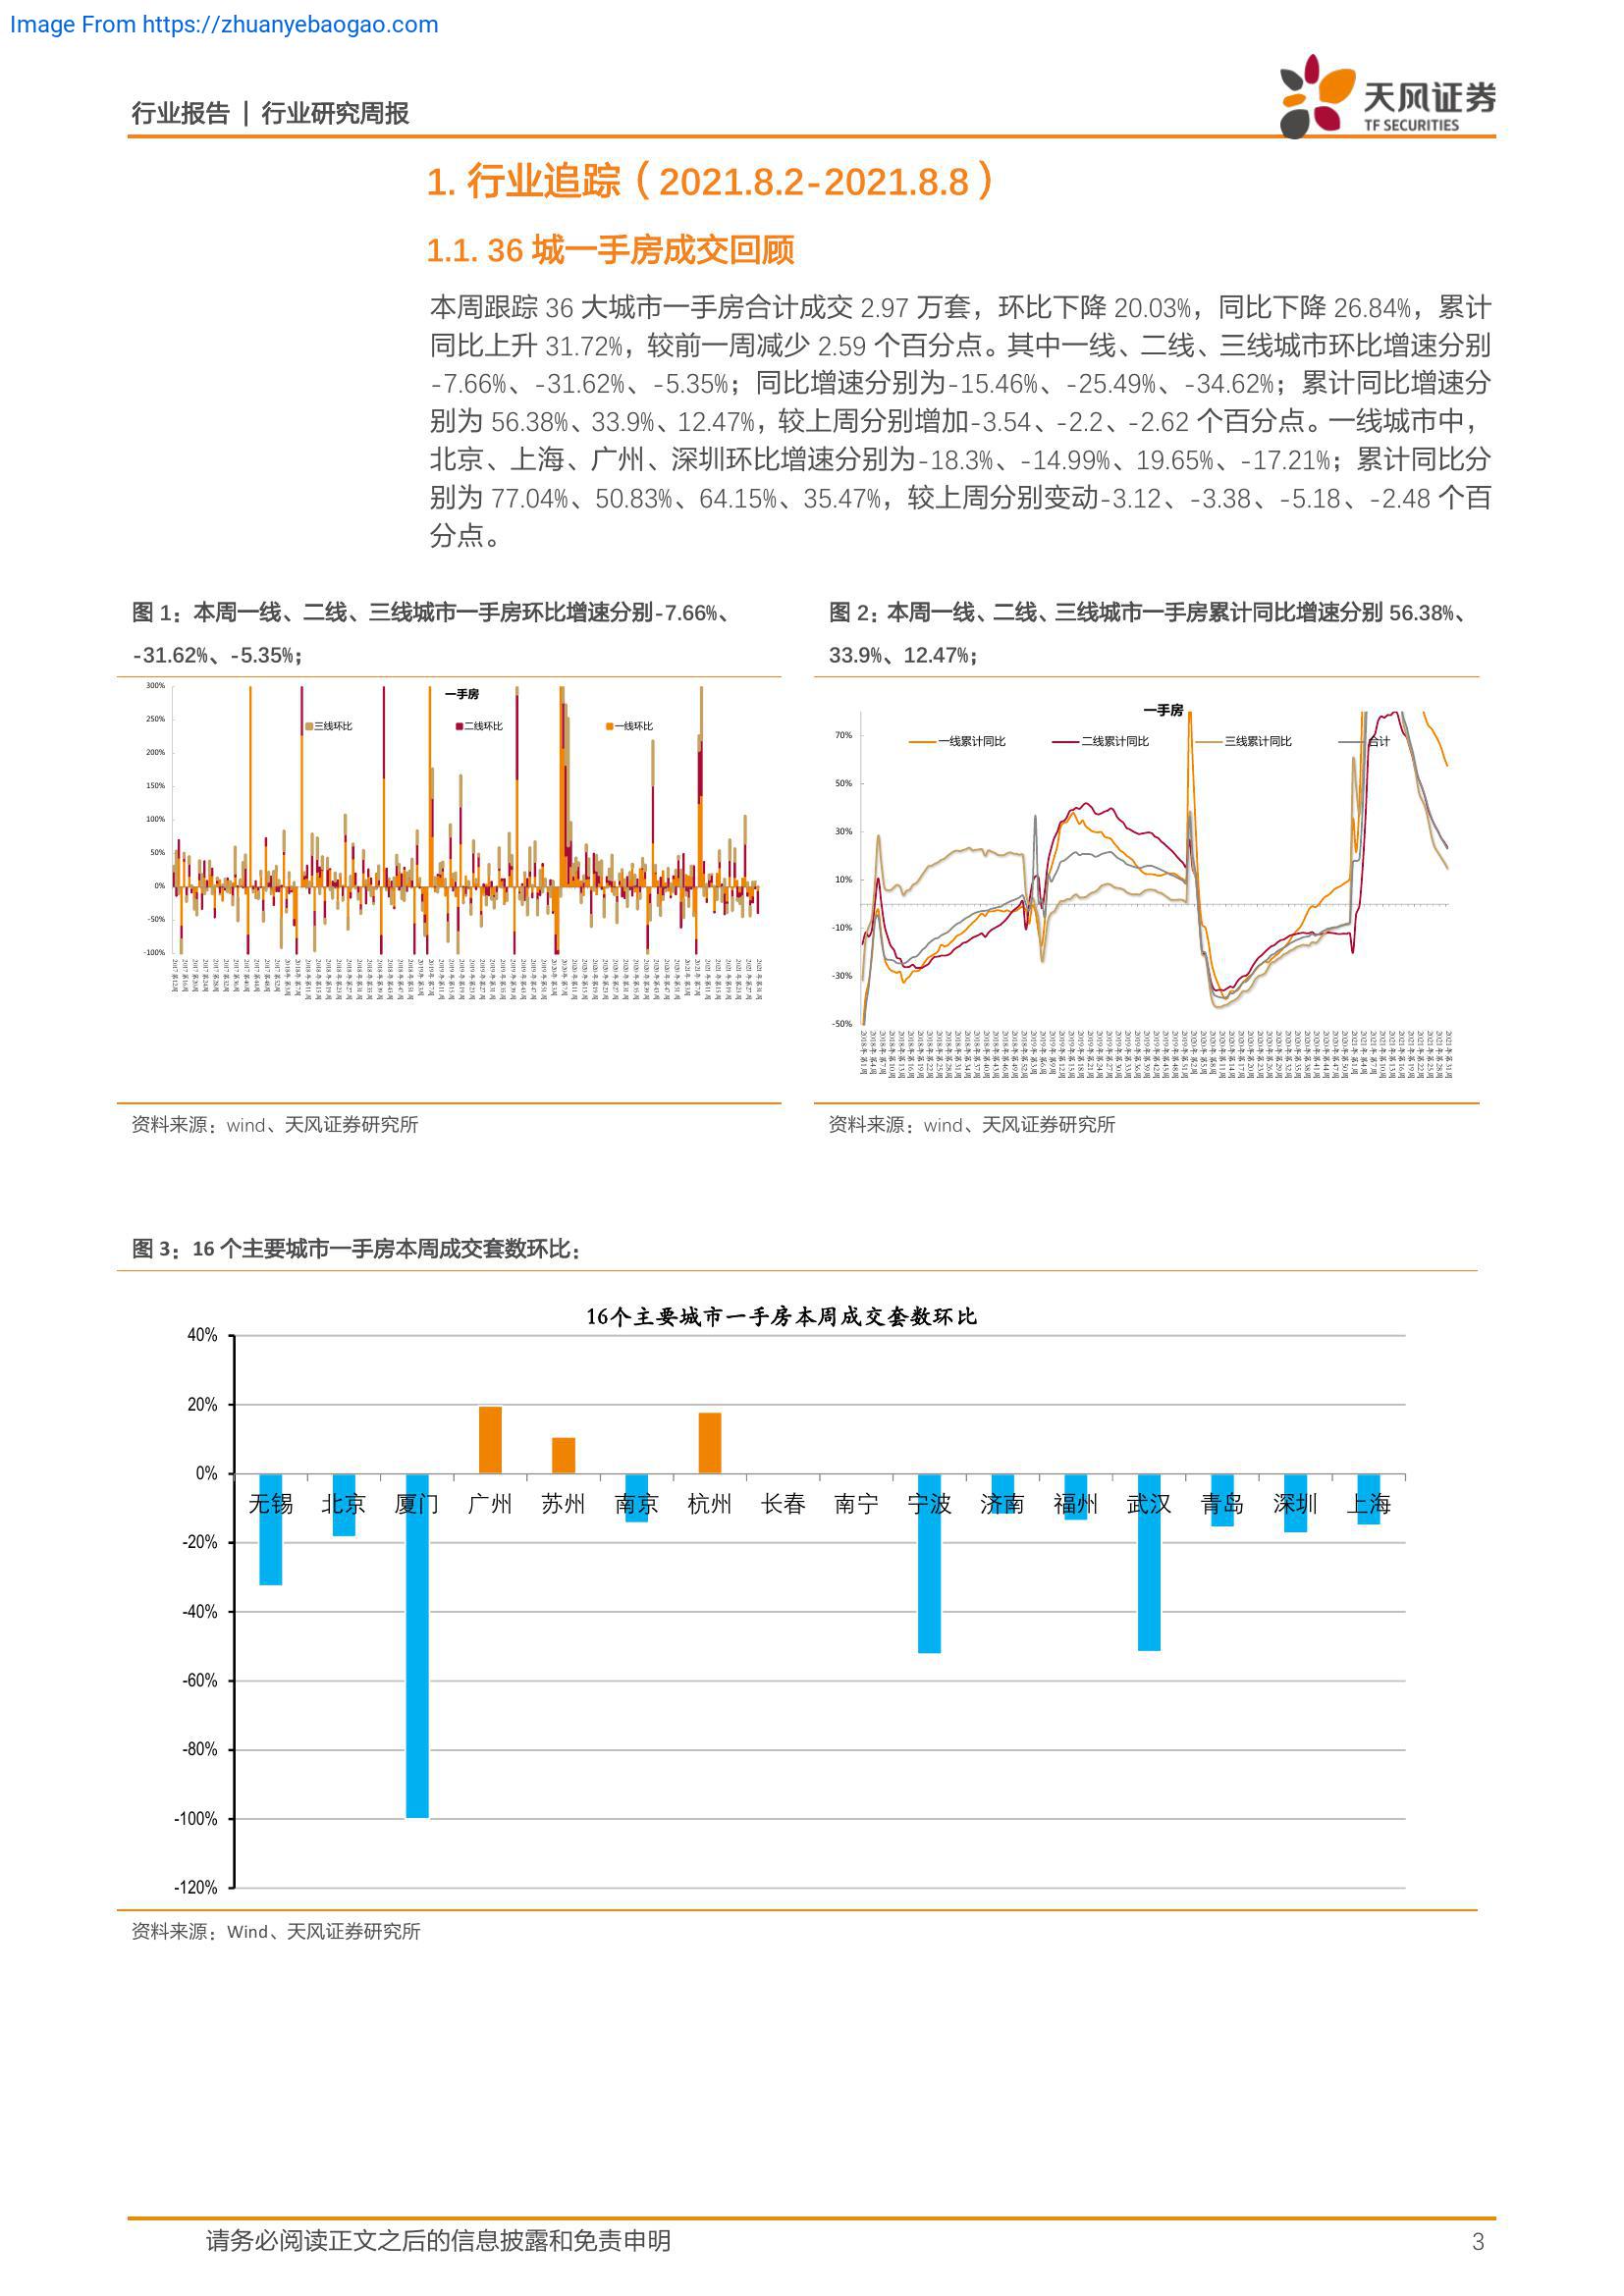 Image From https://zhuanyebaogao.com
行业报告 | 行业研究周报
天风证券
TF SECURITIES
1. 行业追踪（2021.8.2-2021.8.8）
1.1. 36 城一手房成交回顾
本周跟踪 36 大城市一手房合计成交 2.97 万套，环比下降 20.03%，同比下降 26.84%，累计
同比上升 31.72%，较前一周减少 2.59 个百分点。其中一线、二线、三线城市环比增速分别
-7.66%、-31.62%、-5.35%；同比增速分别为-15.46%、-25.49%、-34.62%；累计同比增速分
别为 56.38%、33.9%、12.47%，较上周分别增加-3.54、-2.2、-2.62 个百分点。一线城市中，
北京、上海、广州、深圳环比增速分别为-18.3%、-14.99%、19.65%、-17.21%；累计同比分
别为 77.04%、50.83%、64.15%、35.47%，较上周分别变动-3.12、-3.38、-5.18、-2.48 个百
分点。
图 1：本周一线、二线、三线城市一手房环比增速分别-7.66%、
-31.62%、-5.35%；
一手房
三线环比 二线环比 一线环比
300%
250%
200%
150%
100%
50%
0%
-50%
-100%
资料来源：wind、天风证券研究所
图 2：本周一线、二线、三线城市一手房累计同比增速分别 56.38%、
33.9%、12.47%；
一手房
一线累计同比 二线累计同比 三线累计同比 合计
70%
50%
30%
10%
-10%
-30%
-50%
资料来源：wind、天风证券研究所
图 3：16 个主要城市一手房本周成交套数环比：
16个主要城市一手房本周成交套数环比
40%
20%
0%
-20%
-40%
-60%
-80%
-100%
-120%
无锡 北京 厦门 广州 苏州 南京 杭州 长春 南宁 宁波 济南 福州 武汉 青岛 深圳 上海
资料来源：Wind、天风证券研究所
请务必阅读正文之后的信息披露和免责申明 3